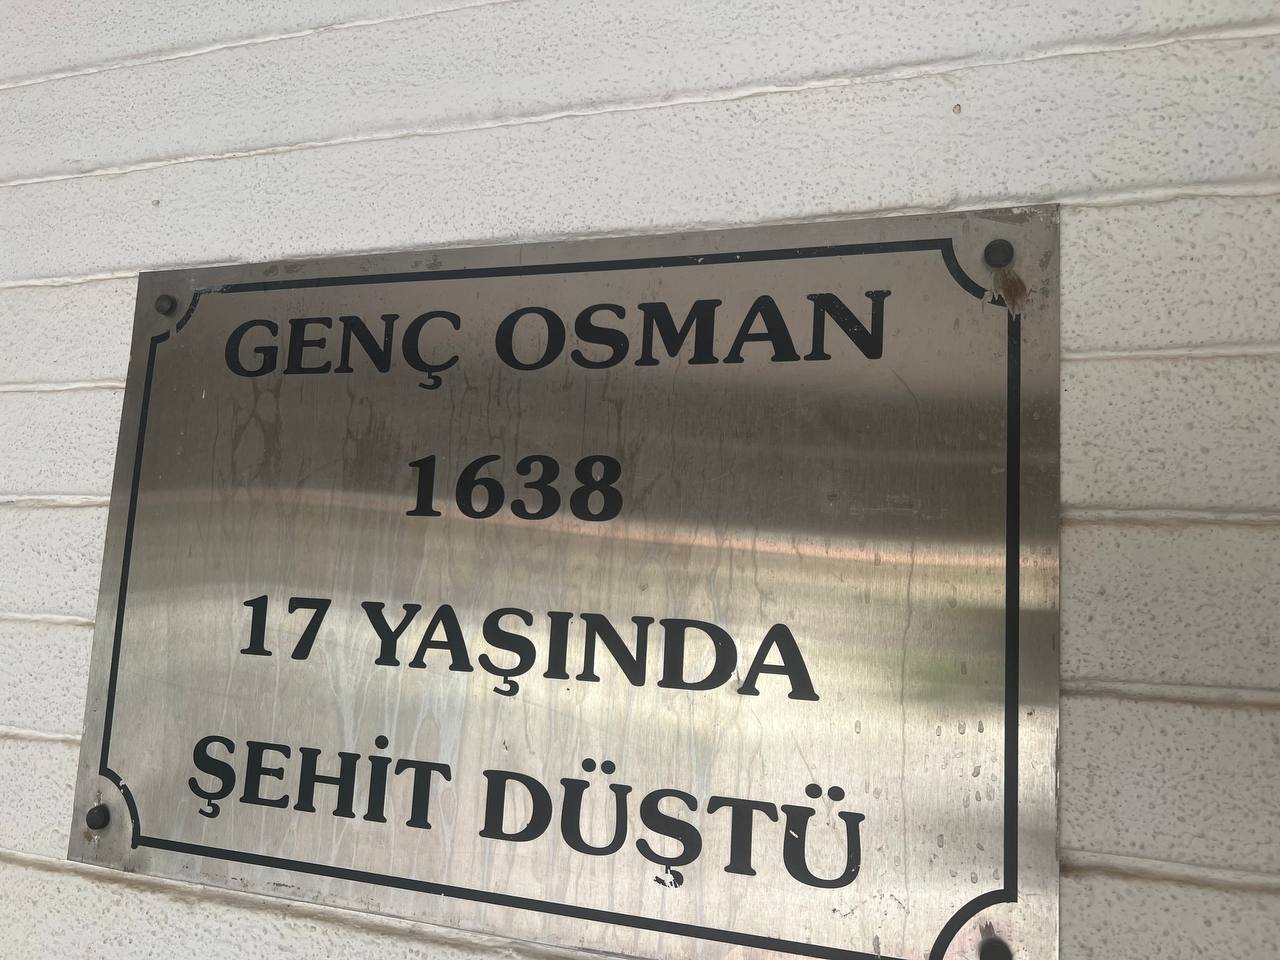 GENÇ OSMAN
1638
17 YAŞINDA
ŞEHİT DÜŞTÜ